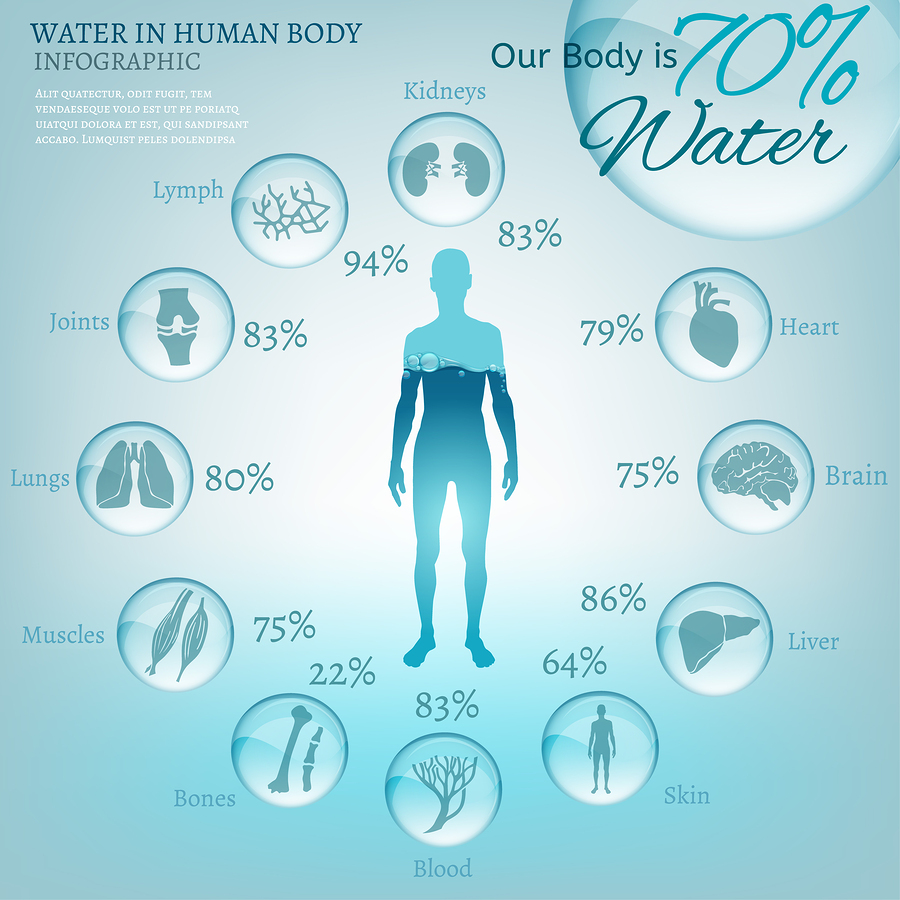 WATER IN HUMAN BODY
INFOGRAPHIC
Alit quatectur, odit fugit, tem
vendaeseque volo est ut pe poriatq
uiatqui dolora et est, qui sandipsant
accabo. Lumquist peles dolendipsa
Our Body is 70%
Water
Kidneys
83%
Lymph
94%
Joints
83%
79%
Heart
Lungs
80%
75%
Brain
Muscles
75%
86%
Liver
22%
Bones
83%
Blood
64%
Skin